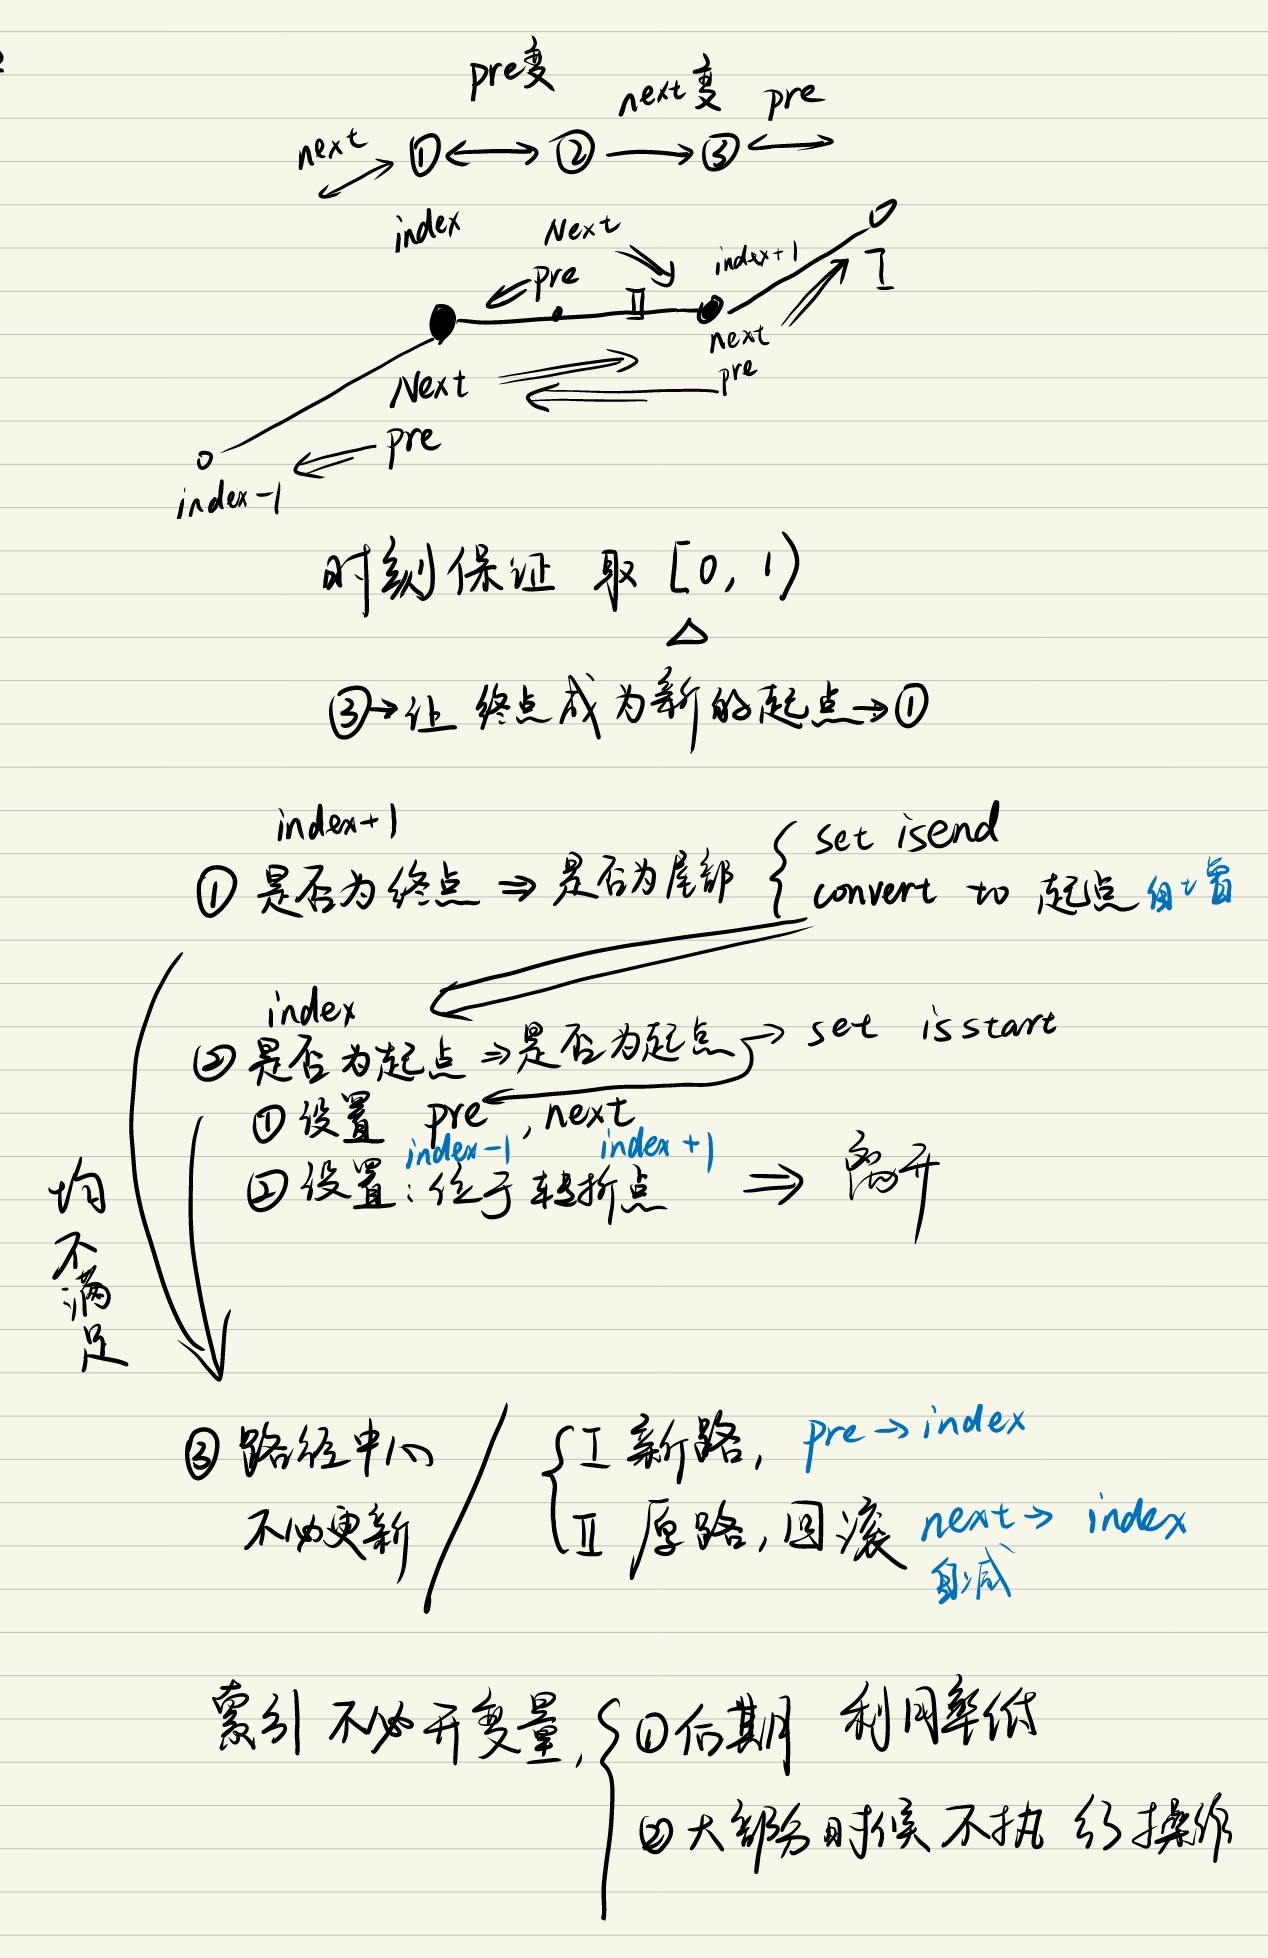 pre变
next变 pre
next ① ② ③
index Next index+1
pre Ⅱ Ⅰ
next
Next pre
pre
index-1
时刻保证 取 [0, 1)
△
③→让 终点成为新的起点→①
index+1
① 是否为终点 ⇒ 是否为尾部 { set isend
convert to 起点 自增
index
② 是否为起点 ⇒ 是否为起点 → set isstart
① 设置 pre , next
index-1 index+1
② 设置: 位于转折点 ⇒ 离开
均不满足
③ 路径中心 / { Ⅰ 新路, pre → index
不必更新 Ⅱ 原路, 回滚 next → index
自减
索引 不必开变量, { ① 后期 利用率低
② 大部分时候 不执行操作